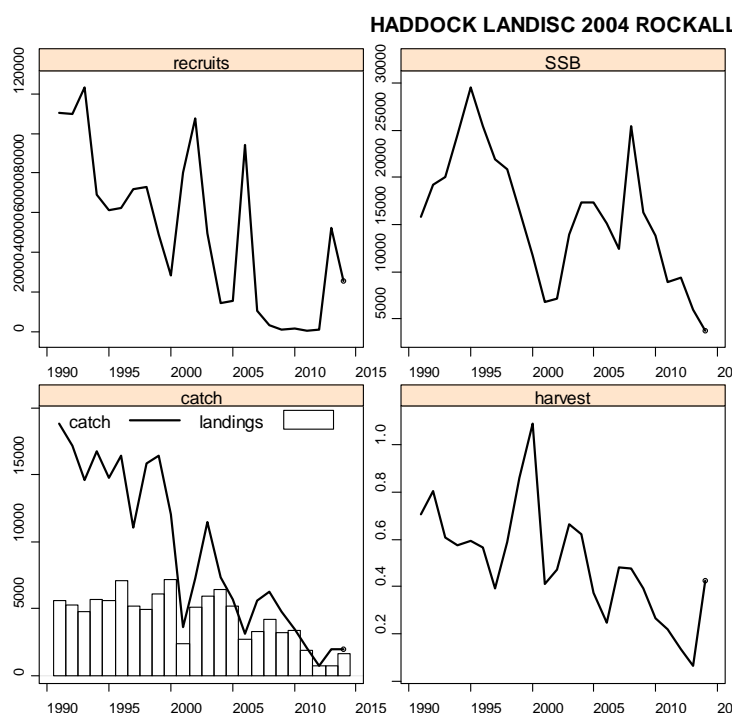 HADDOCK LANDISC 2004 ROCKALL
recruits
0 20000 40000 60000 80000 120000
1990 1995 2000 2005 2010 2015
SSB
5000 10000 15000 20000 25000 30000
1990 1995 2000 2005 2010 20
catch
catch landings
0 5000 10000 15000
1990 1995 2000 2005 2010 2015
harvest
0.2 0.4 0.6 0.8 1.0
1990 1995 2000 2005 2010 20